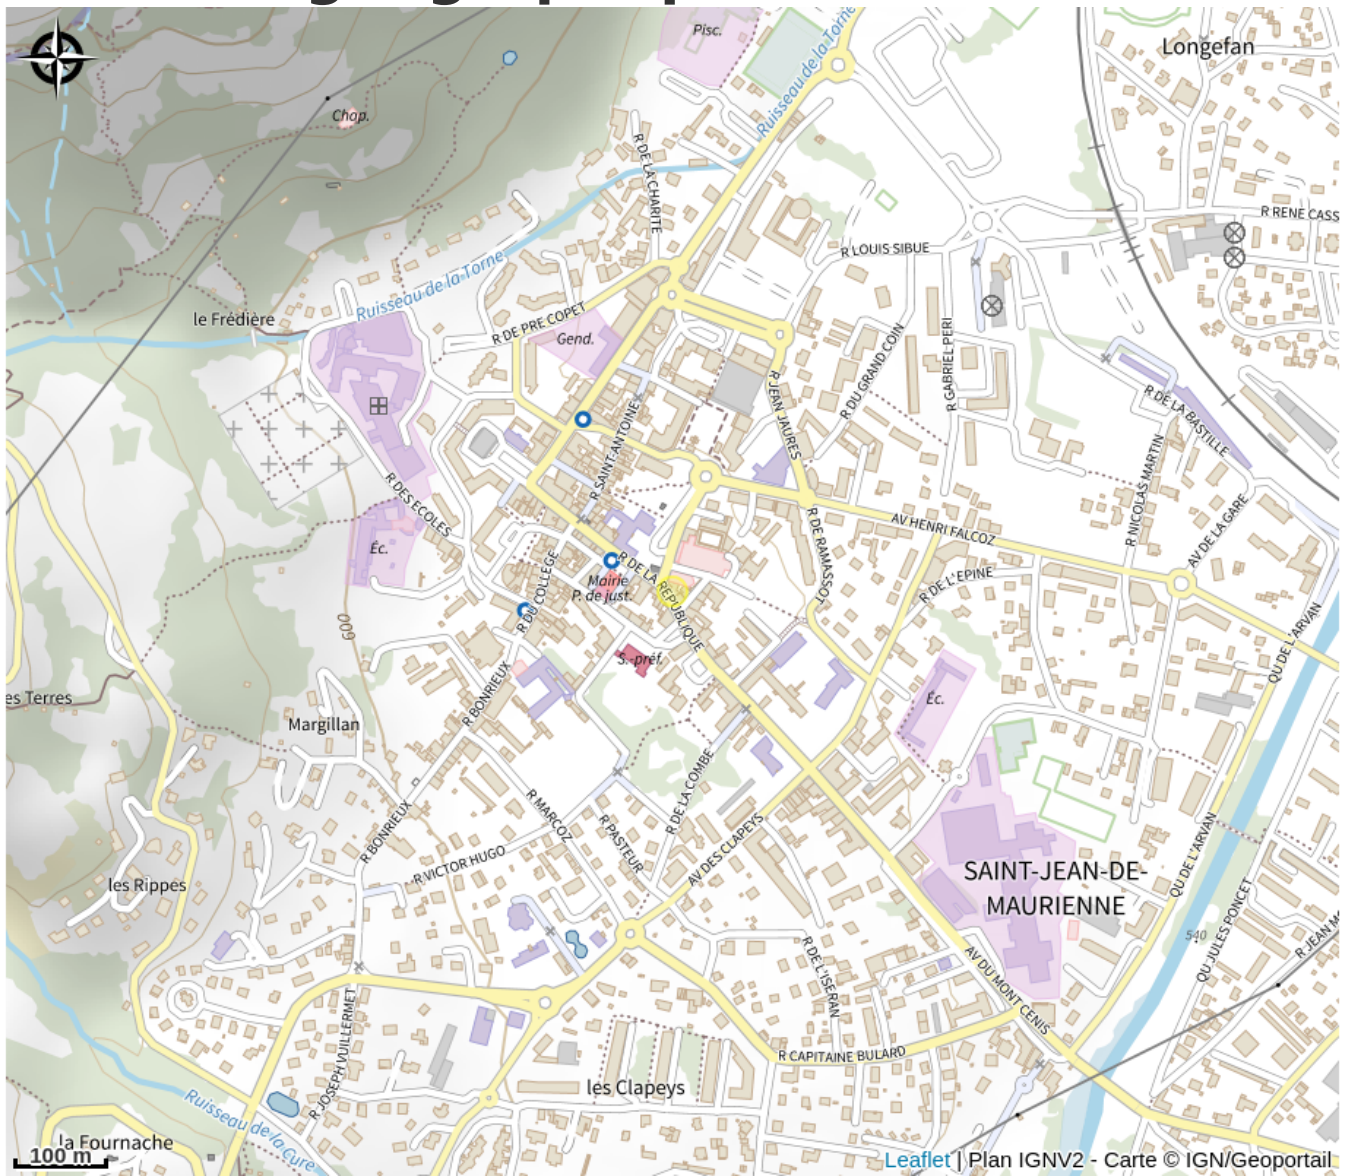 Pisc.
Ruisseau de la Torne
Longefan
Chap.
R DE LA CHARITE
R RENE CASS
R LOUIS SIBUE
Ruisseau de la Torne
le Frédière
R DE PRE COPET
Gend.
R DU GRAND COIN
R GABRIEL PERI
R JEAN JAURES
R DE LA BASTILLE
R SAINT-ANTOINE
R NICOLAS MARTIN
R DES ECOLES
AV HENRI FALCOZ
AV DE LA GARE
R DE RAMASSOT
Éc.
R DU COLLEGE
R DE LA REPUBLIQUE
Mairie
P. de just.
R DE L'EPINE
600
QU DE L'ARVAN
S.-préf.
es Terres
R BONRIEUX
Éc.
Margillan
R DE LA COMBE
R MARCOZ
R PASTEUR
R BONRIEUX
AV DES CLAPEYS
QU DE L'ARVAN
R VICTOR HUGO
SAINT-JEAN-DE-
MAURIENNE
les Rippes
QU JULES PONCET
540
R JEAN M
R DE L'ISERAN
AV DU MONT CENIS
R JOSEPH VUILLERMET
R CAPITAINE BULARD
les Clapeys
Ruisseau de la Cure
la Fournache
100 m
Leaflet | Plan IGNV2 - Carte © IGN/Geoportail